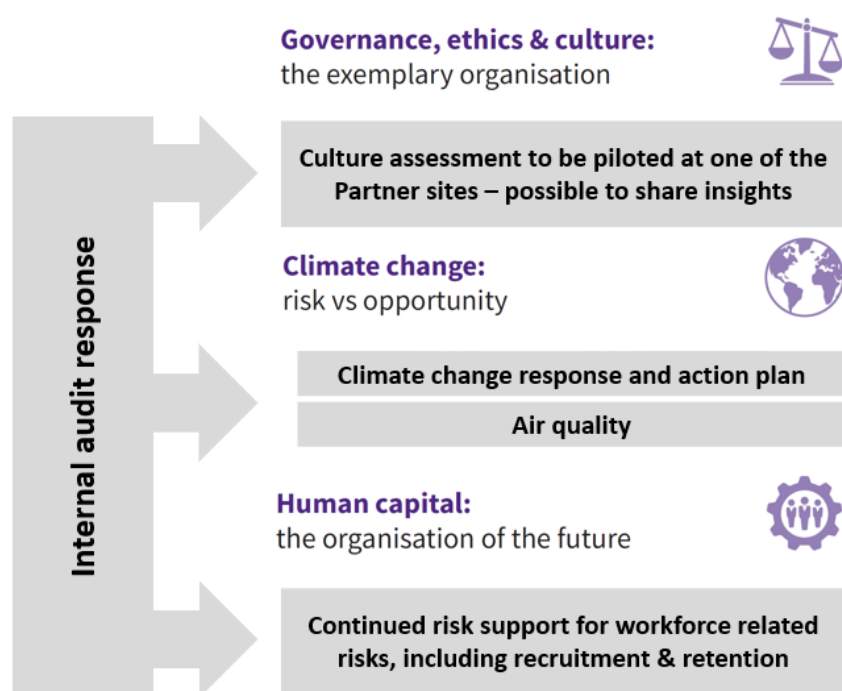 Governance, ethics & culture:
the exemplary organisation
Culture assessment to be piloted at one of the
Partner sites – possible to share insights
Internal audit response
Climate change:
risk vs opportunity
Climate change response and action plan
Air quality
Human capital:
the organisation of the future
Continued risk support for workforce related
risks, including recruitment & retention